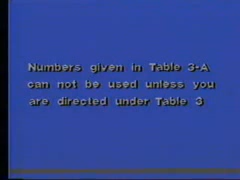 Numbers given in Table 3-A
can not be used unless you
are directed under Table 3